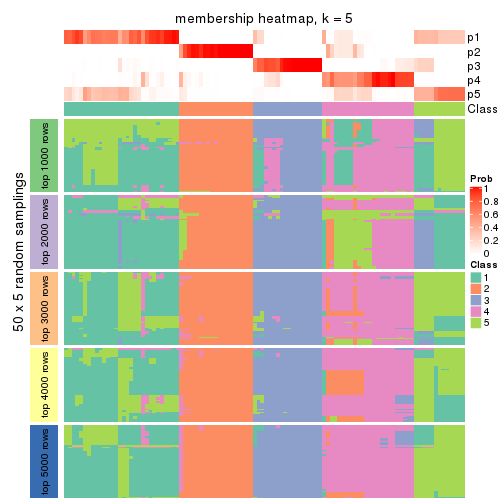 membership heatmap, k = 5
p1
p2
p3
p4
p5
Class
50 x 5 random samplings
top 1000 rows
top 2000 rows
top 3000 rows
top 4000 rows
top 5000 rows
Prob
1
0.8
0.6
0.4
0.2
0
Class
1
2
3
4
5